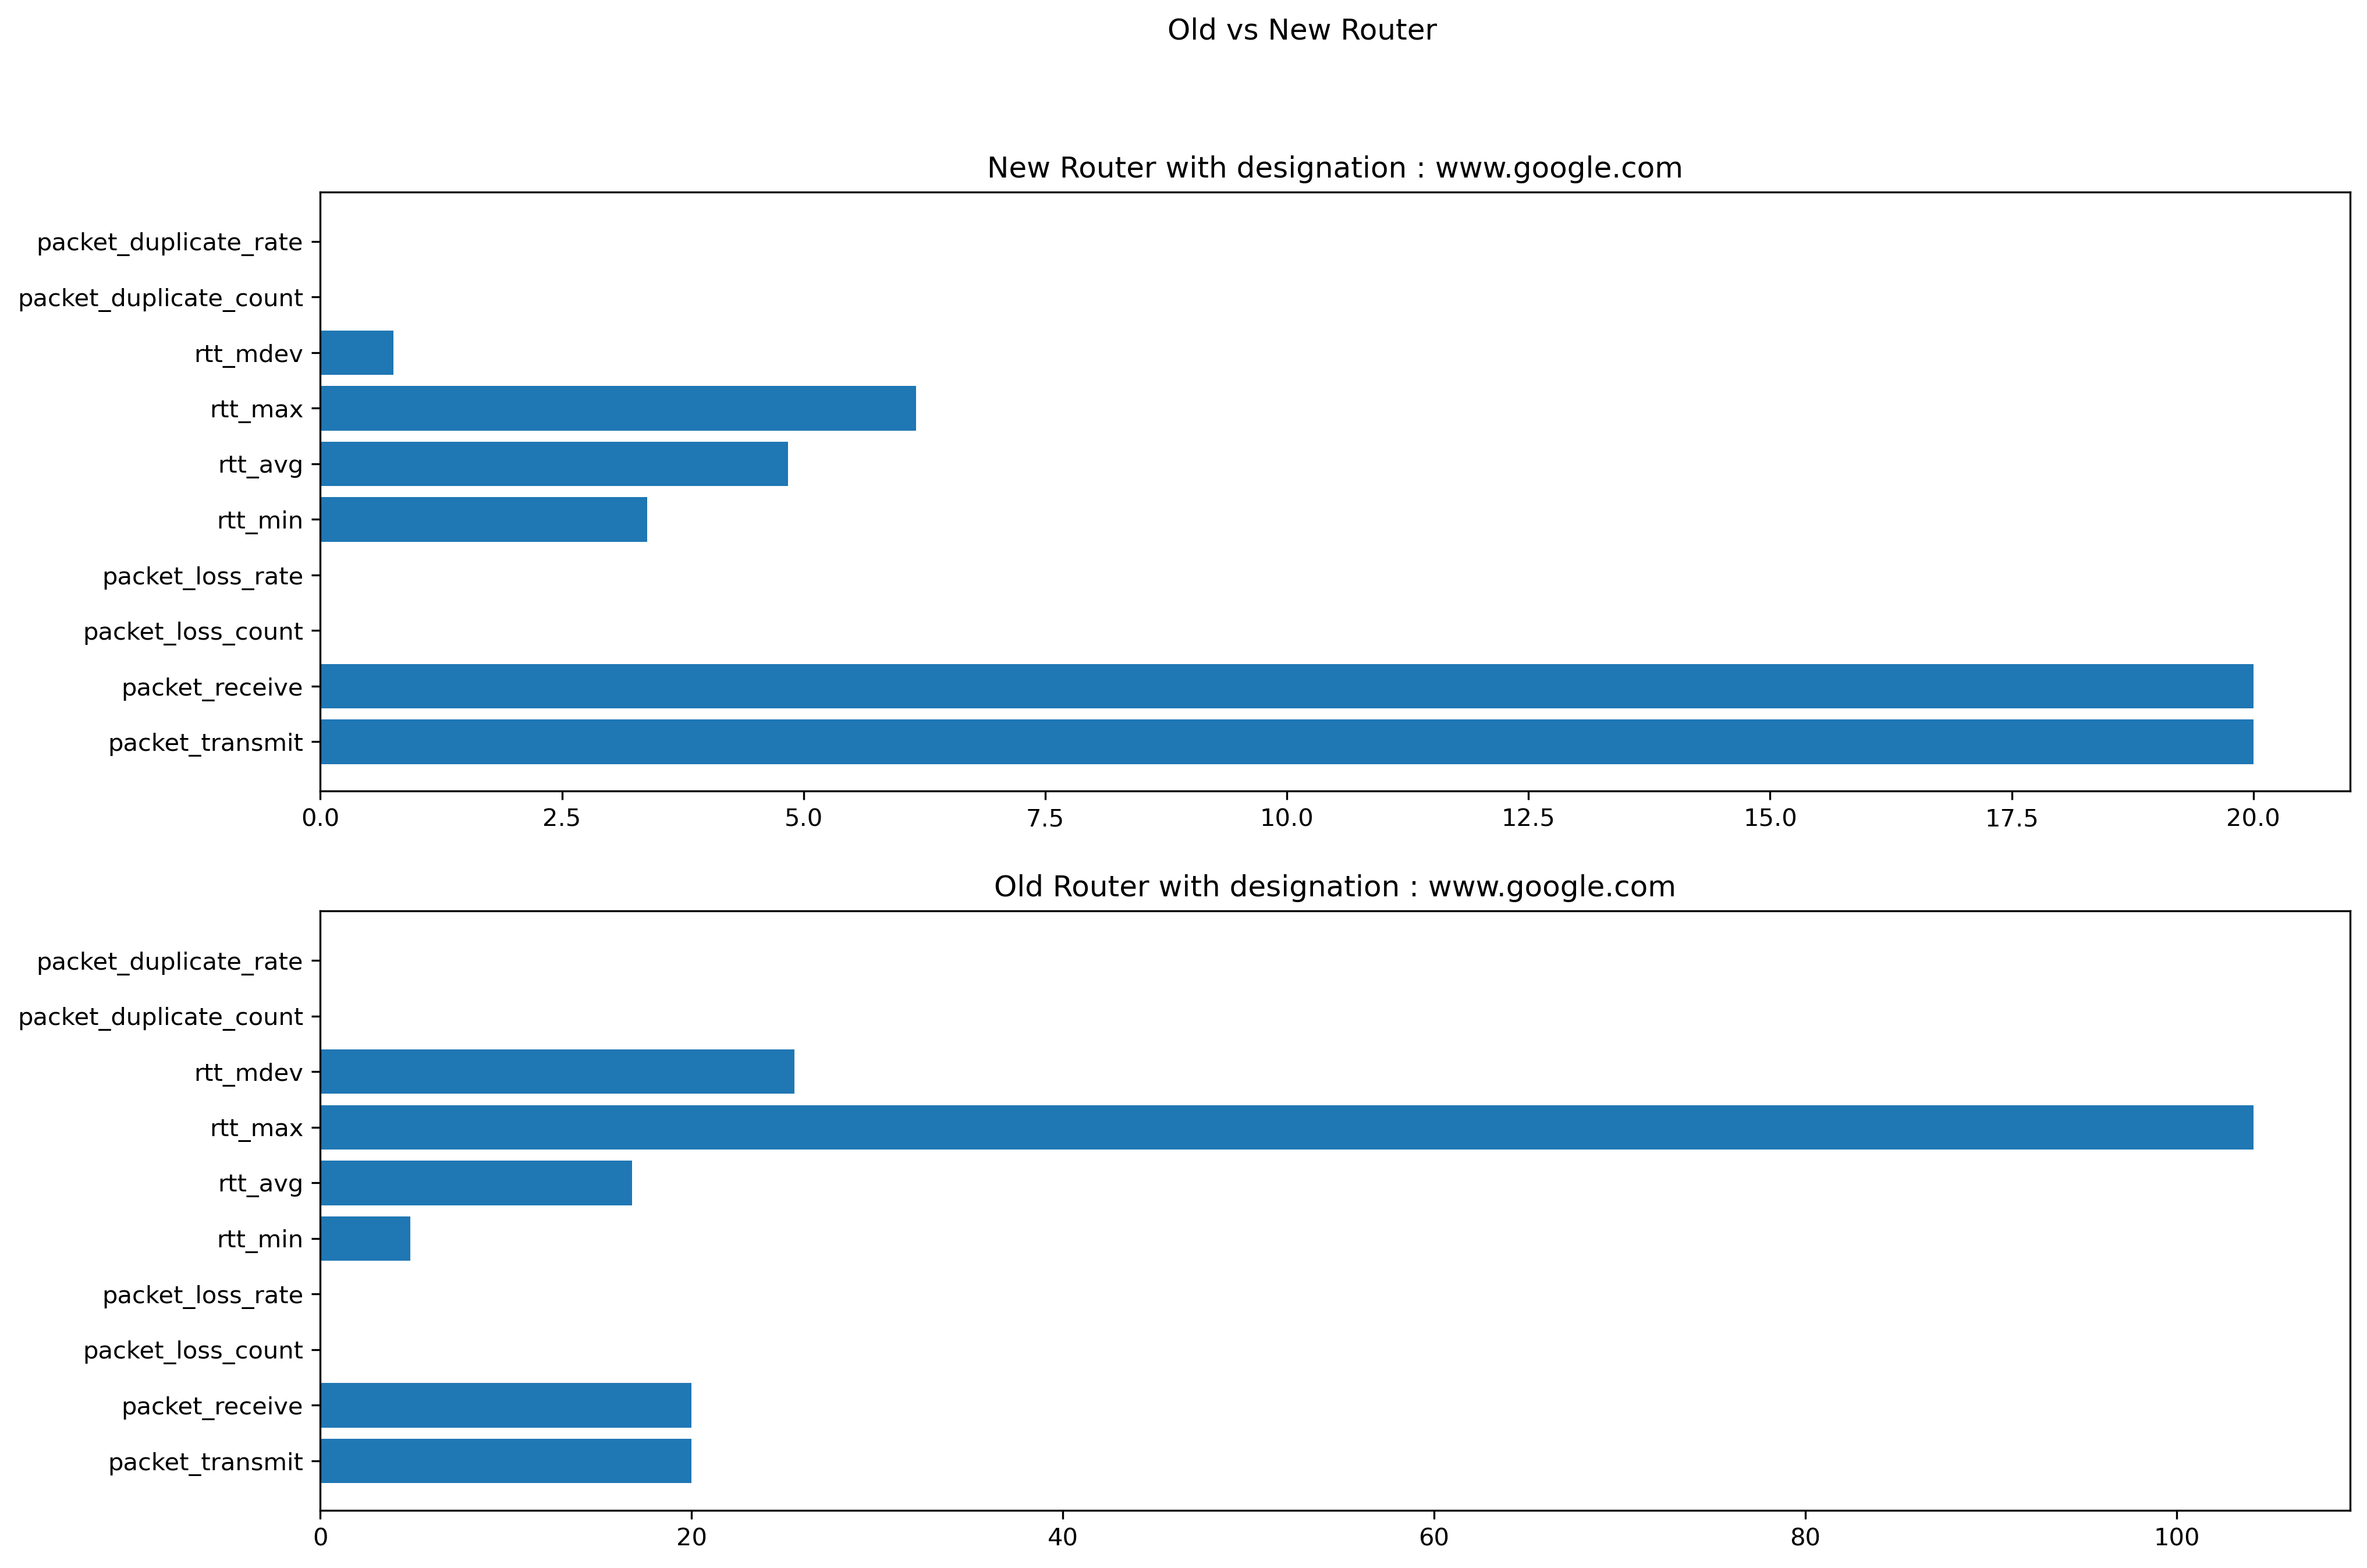 Old vs New Router
New Router with designation : www.google.com
packet_duplicate_rate
packet_duplicate_count
rtt_mdev
rtt_max
rtt_avg
rtt_min
packet_loss_rate
packet_loss_count
packet_receive
packet_transmit
0.0 2.5 5.0 7.5 10.0 12.5 15.0 17.5 20.0
Old Router with designation : www.google.com
packet_duplicate_rate
packet_duplicate_count
rtt_mdev
rtt_max
rtt_avg
rtt_min
packet_loss_rate
packet_loss_count
packet_receive
packet_transmit
0 20 40 60 80 100